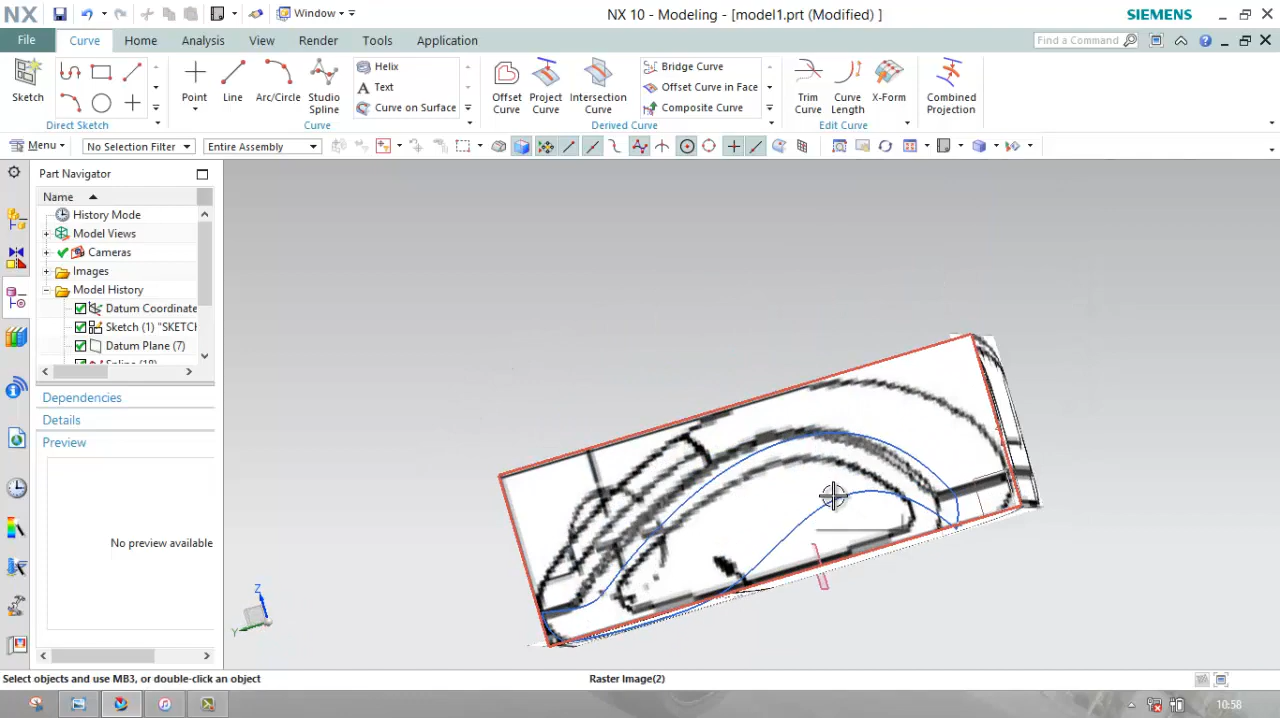 NX Window NX 10 - Modeling - [model1.prt (Modified) ] SIEMENS
File Curve Home Analysis View Render Tools Application Find a Command
Sketch
Direct Sketch
Point Line Arc/Circle Studio Spline
Helix
Text
Curve on Surface
Curve
Offset Curve Project Curve Intersection Curve
Bridge Curve
Offset Curve in Face
Composite Curve
Derived Curve
Trim Curve Curve Length X-Form
Edit Curve
Combined Projection
Menu No Selection Filter Entire Assembly
Part Navigator
Name
History Mode
Model Views
Cameras
Images
Model History
Datum Coordinate
Sketch (1) "SKETCH
Datum Plane (7)
Dependencies
Details
Preview
No preview available
Z
Y
Select objects and use MB3, or double-click an object Raster Image(2)
10:58